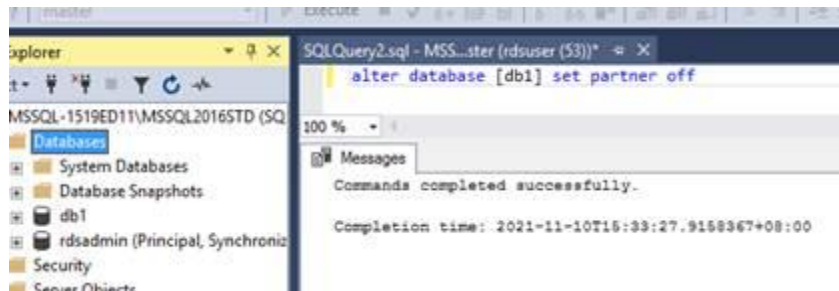 master
Execute
Explorer
SQLQuery2.sql - MSS...ster (rdsuser (53))*
alter database [db1] set partner off
MSSQL-1519ED11\MSSQL2016STD (SQ
Databases
System Databases
Database Snapshots
db1
rdsadmin (Principal, Synchroniz
Security
Server Objects
100 %
Messages
Commands completed successfully.
Completion time: 2021-11-10T15:33:27.9158367+08:00